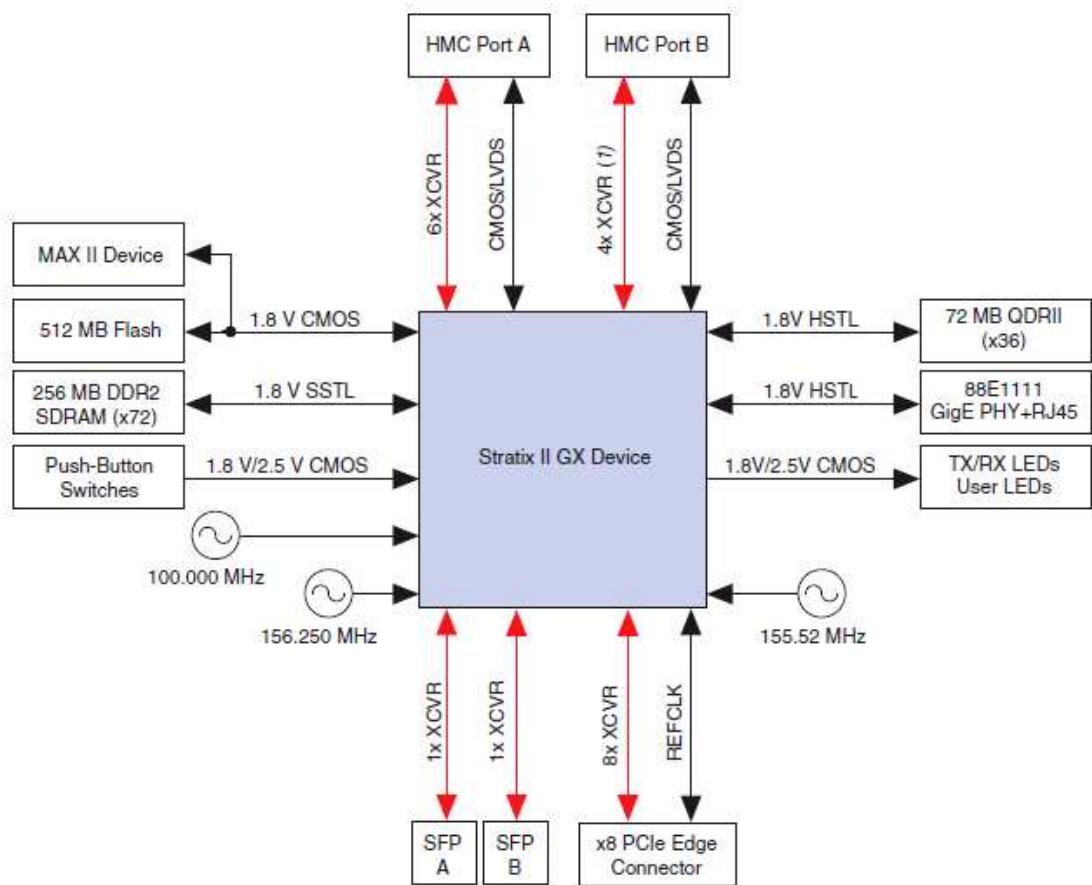 HMC Port A
HMC Port B
6x XCVR
CMOS/LVDS
4x XCVR (1)
CMOS/LVDS
MAX II Device
512 MB Flash
1.8 V CMOS
1.8V HSTL
72 MB QDRII
(x36)
256 MB DDR2
SDRAM (x72)
1.8 V SSTL
1.8V HSTL
88E1111
GigE PHY+RJ45
Push-Button
Switches
1.8 V/2.5 V CMOS
Stratix II GX Device
1.8V/2.5V CMOS
TX/RX LEDs
User LEDs
100.000 MHz
156.250 MHz
155.52 MHz
1x XCVR
1x XCVR
8x XCVR
REFCLK
SFP
A
SFP
B
x8 PCIe Edge
Connector